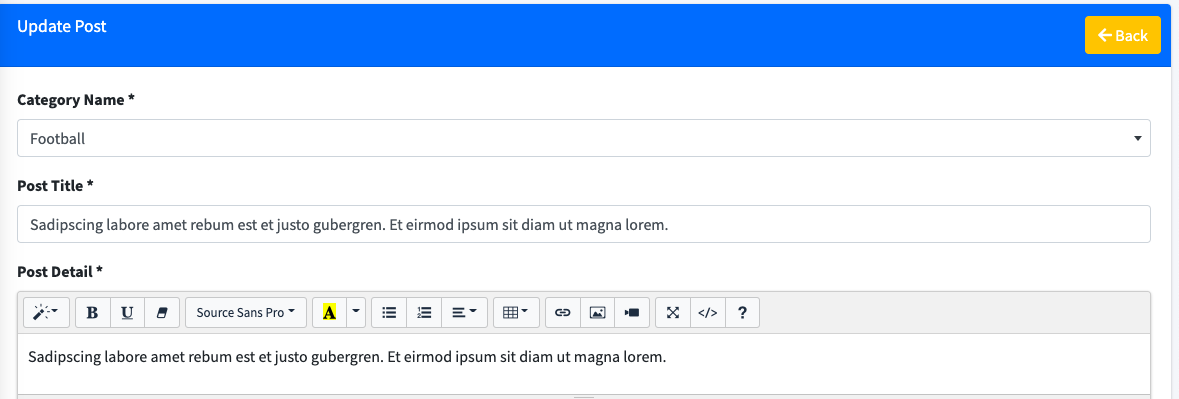 Update Post
Back
Category Name *
Football
Post Title *
Sadipscing labore amet rebum est et justo gubergren. Et eirmod ipsum sit diam ut magna lorem.
Post Detail *
B U Source Sans Pro A </> ?
Sadipscing labore amet rebum est et justo gubergren. Et eirmod ipsum sit diam ut magna lorem.